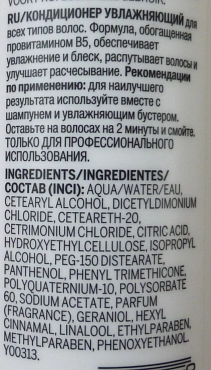 RU/КОНДИЦИОНЕР УВЛАЖНЯЮЩИЙ для
всех типов волос. Формула, обогащенная
провитамином B5, обеспечивает
увлажнение и блеск, распутывает волосы и
улучшает расчесывание. Рекомендации
по применению: для наилучшего
результата используйте вместе с
шампунем и увлажняющим бустером.
Оставьте на волосах на 2 минуты и смойте.
ТОЛЬКО ДЛЯ ПРОФЕССИОНАЛЬНОГО
ИСПОЛЬЗОВАНИЯ.
INGREDIENTS/INGREDIENTES/
СОСТАВ (INCI): AQUA/WATER/EAU,
CETEARYL ALCOHOL, DICETYLDIMONIUM
CHLORIDE, CETEARETH-20,
CETRIMONIUM CHLORIDE, CITRIC ACID,
HYDROXYETHYLCELLULOSE, ISOPROPYL
ALCOHOL, PEG-150 DISTEARATE,
PANTHENOL, PHENYL TRIMETHICONE,
POLYQUATERNIUM-10, POLYSORBATE
60, SODIUM ACETATE, PARFUM
(FRAGRANCE), GERANIOL, HEXYL
CINNAMAL, LINALOOL, ETHYLPARABEN,
METHYLPARABEN, PHENOXYETHANOL.
Y00313.